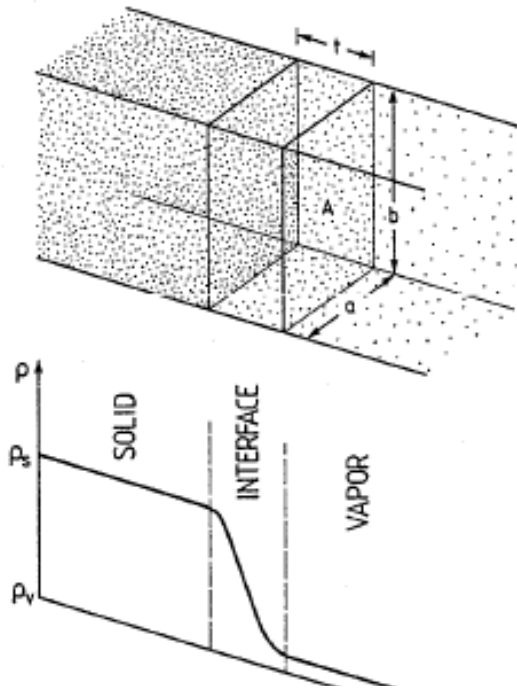 t
A
b
a
ρ
ρs
ρv
SOLID
INTERFACE
VAPOR